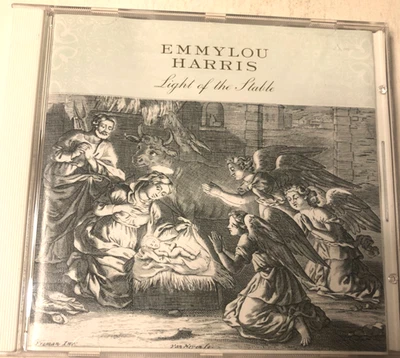 EMMYLOU
HARRIS
Light of the Stable